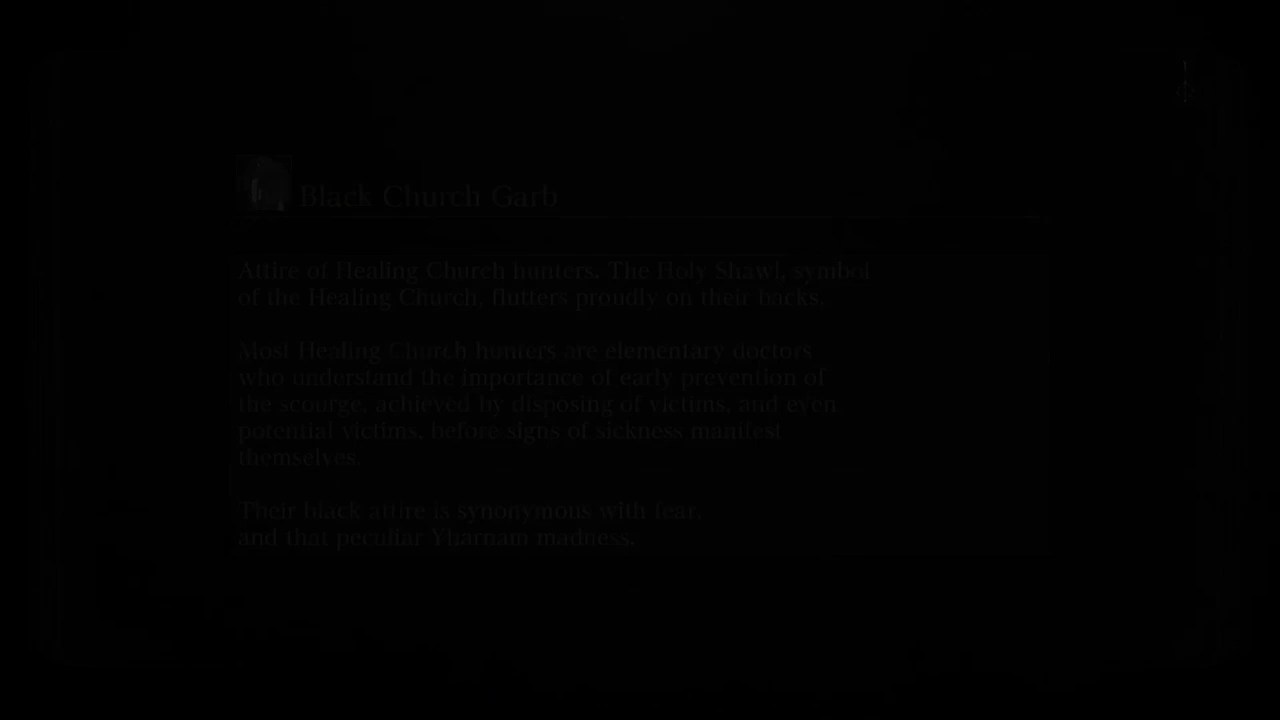 Black Church Garb
Attire of Healing Church hunters. The Holy Shawl, symbol
of the Healing Church, flutters proudly on their backs.
Most Healing Church hunters are elementary doctors
who understand the importance of early prevention of
the scourge, achieved by disposing of victims, and even
potential victims, before signs of sickness manifest
themselves.
Their black attire is synonymous with fear,
and that peculiar Yharnam madness.